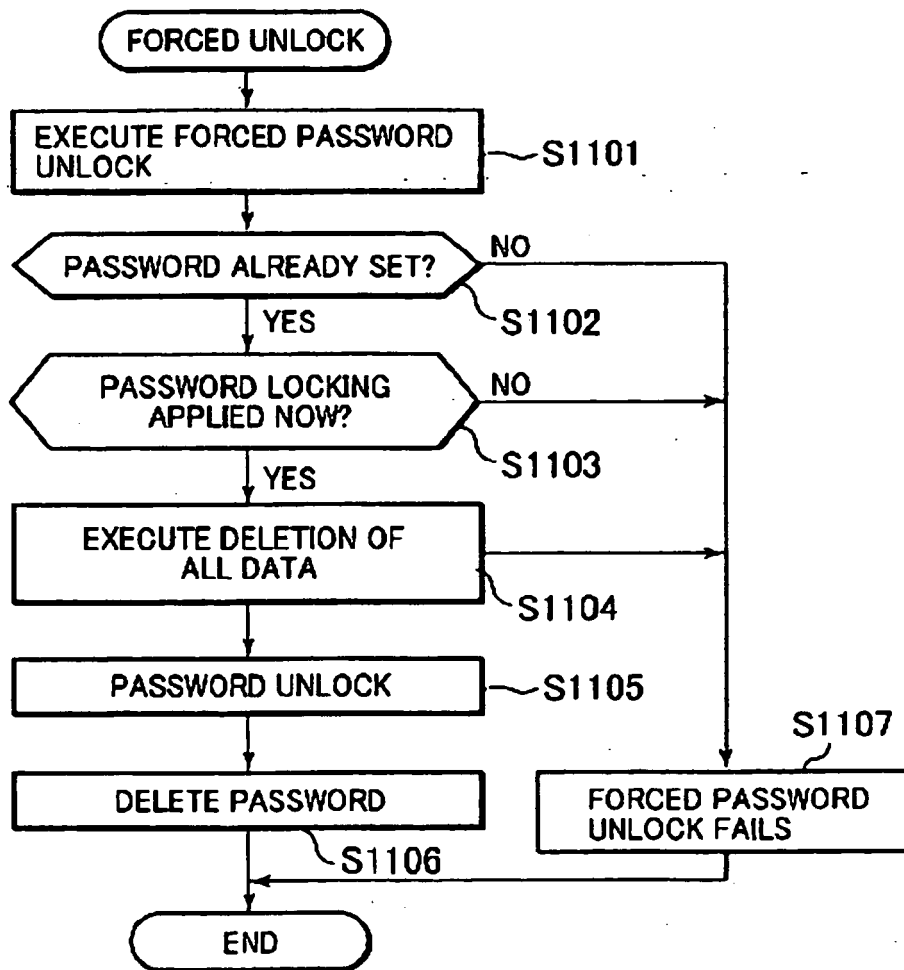 FORCED UNLOCK
EXECUTE FORCED PASSWORD
UNLOCK
S1101
PASSWORD ALREADY SET?
NO
S1102
YES
PASSWORD LOCKING
APPLIED NOW?
NO
S1103
YES
EXECUTE DELETION OF
ALL DATA
S1104
PASSWORD UNLOCK
S1105
S1107
DELETE PASSWORD
S1106
FORCED PASSWORD
UNLOCK FAILS
END